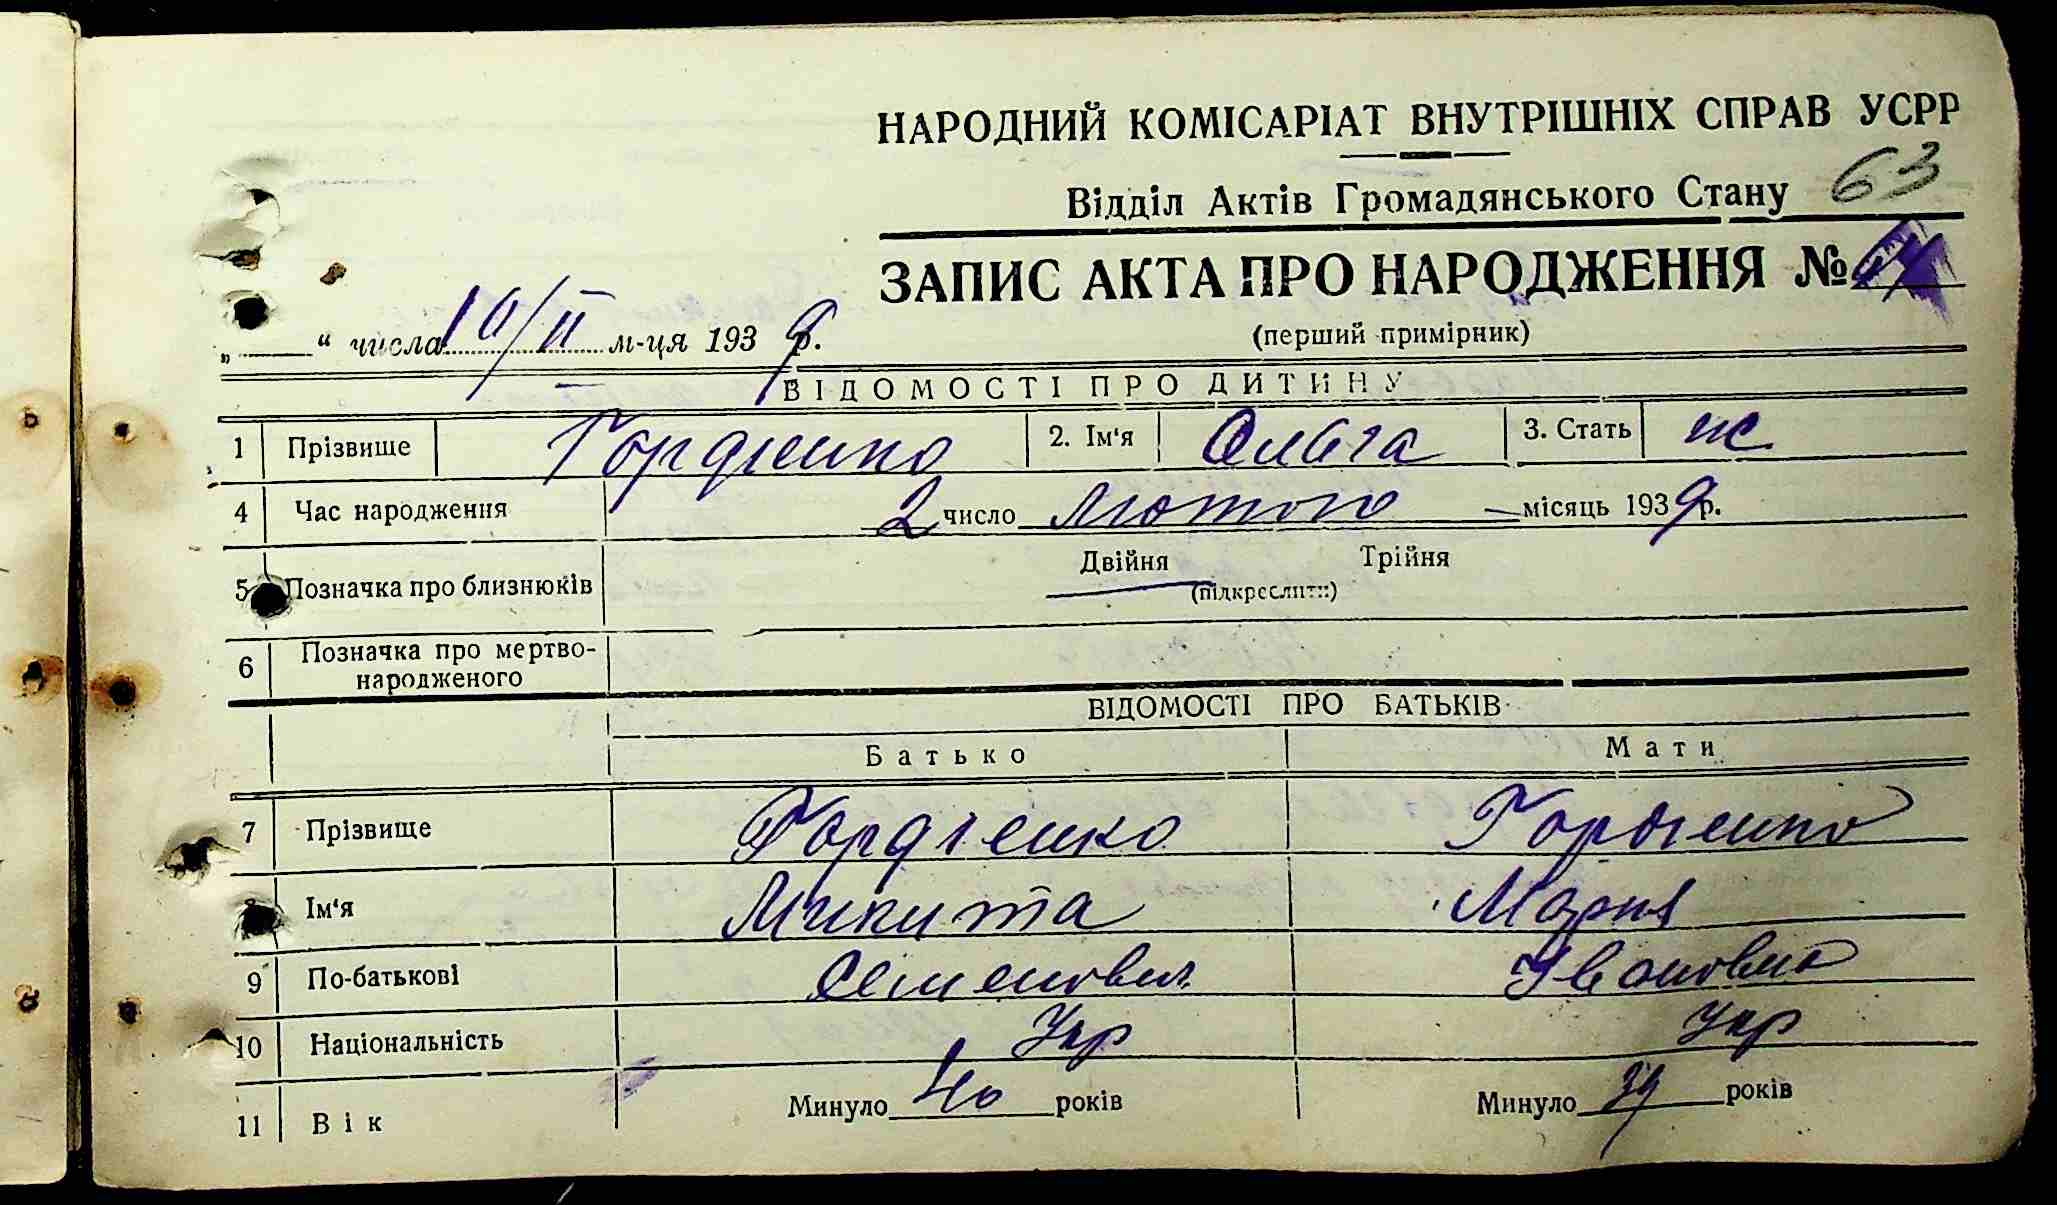 НАРОДНИЙ КОМІСАРІАТ ВНУТРІШНІХ СПРАВ УСРР
Відділ Актів Громадянського Стану 63
ЗАПИС АКТА ПРО НАРОДЖЕННЯ №
„ “ числа 10/II м-ця 1939 р.
(перший примірник)
ВІДОМОСТІ ПРО ДИТИНУ
1 Прізвище Гордієнко 2. Ім'я Ольга 3. Стать ж
4 Час народження 2 число лютого місяць 1939 р.
5 Позначка про близнюків Двійня Трійня
(підкреслити)
6 Позначка про мертво-
народженого
ВІДОМОСТІ ПРО БАТЬКІВ
Батько Мати
7 Прізвище Гордієнко Гордієнко
Ім'я Микита Мария
9 По-батькові Семенович Ивановна
10 Національність Укр Укр
11 Вік Минуло 40 років Минуло 39 років